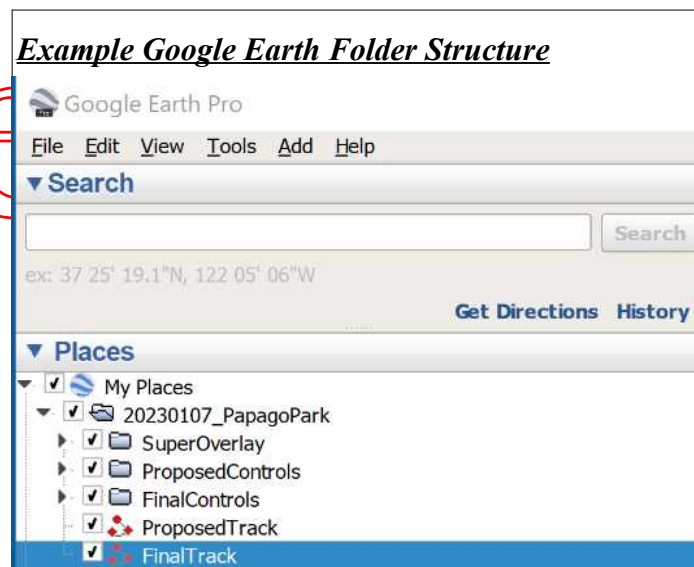 Example Google Earth Folder Structure
Google Earth Pro
File Edit View Tools Add Help
Search
Search
ex: 37 25' 19.1"N, 122 05' 06"W
Get Directions History
Places
My Places
20230107_PapagoPark
SuperOverlay
ProposedControls
FinalControls
ProposedTrack
FinalTrack